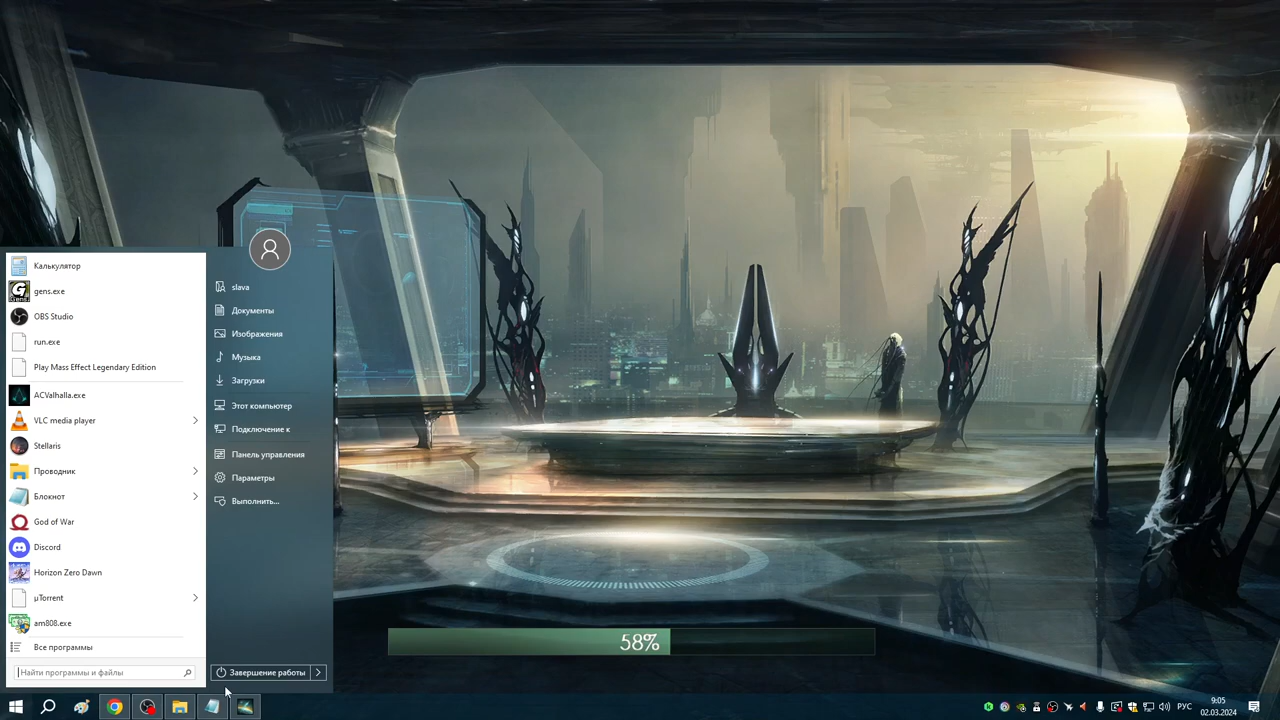 Калькулятор
gens.exe
OBS Studio
run.exe
Play Mass Effect Legendary Edition
ACValhalla.exe
VLC media player
Stellaris
Проводник
Блокнот
God of War
Discord
Horizon Zero Dawn
µTorrent
am808.exe
Все программы
Найти программы и файлы
slava
Документы
Изображения
Музыка
Загрузки
Этот компьютер
Подключение к
Панель управления
Параметры
Выполнить...
Завершение работы
58%
РУС
9:05
02.03.2024